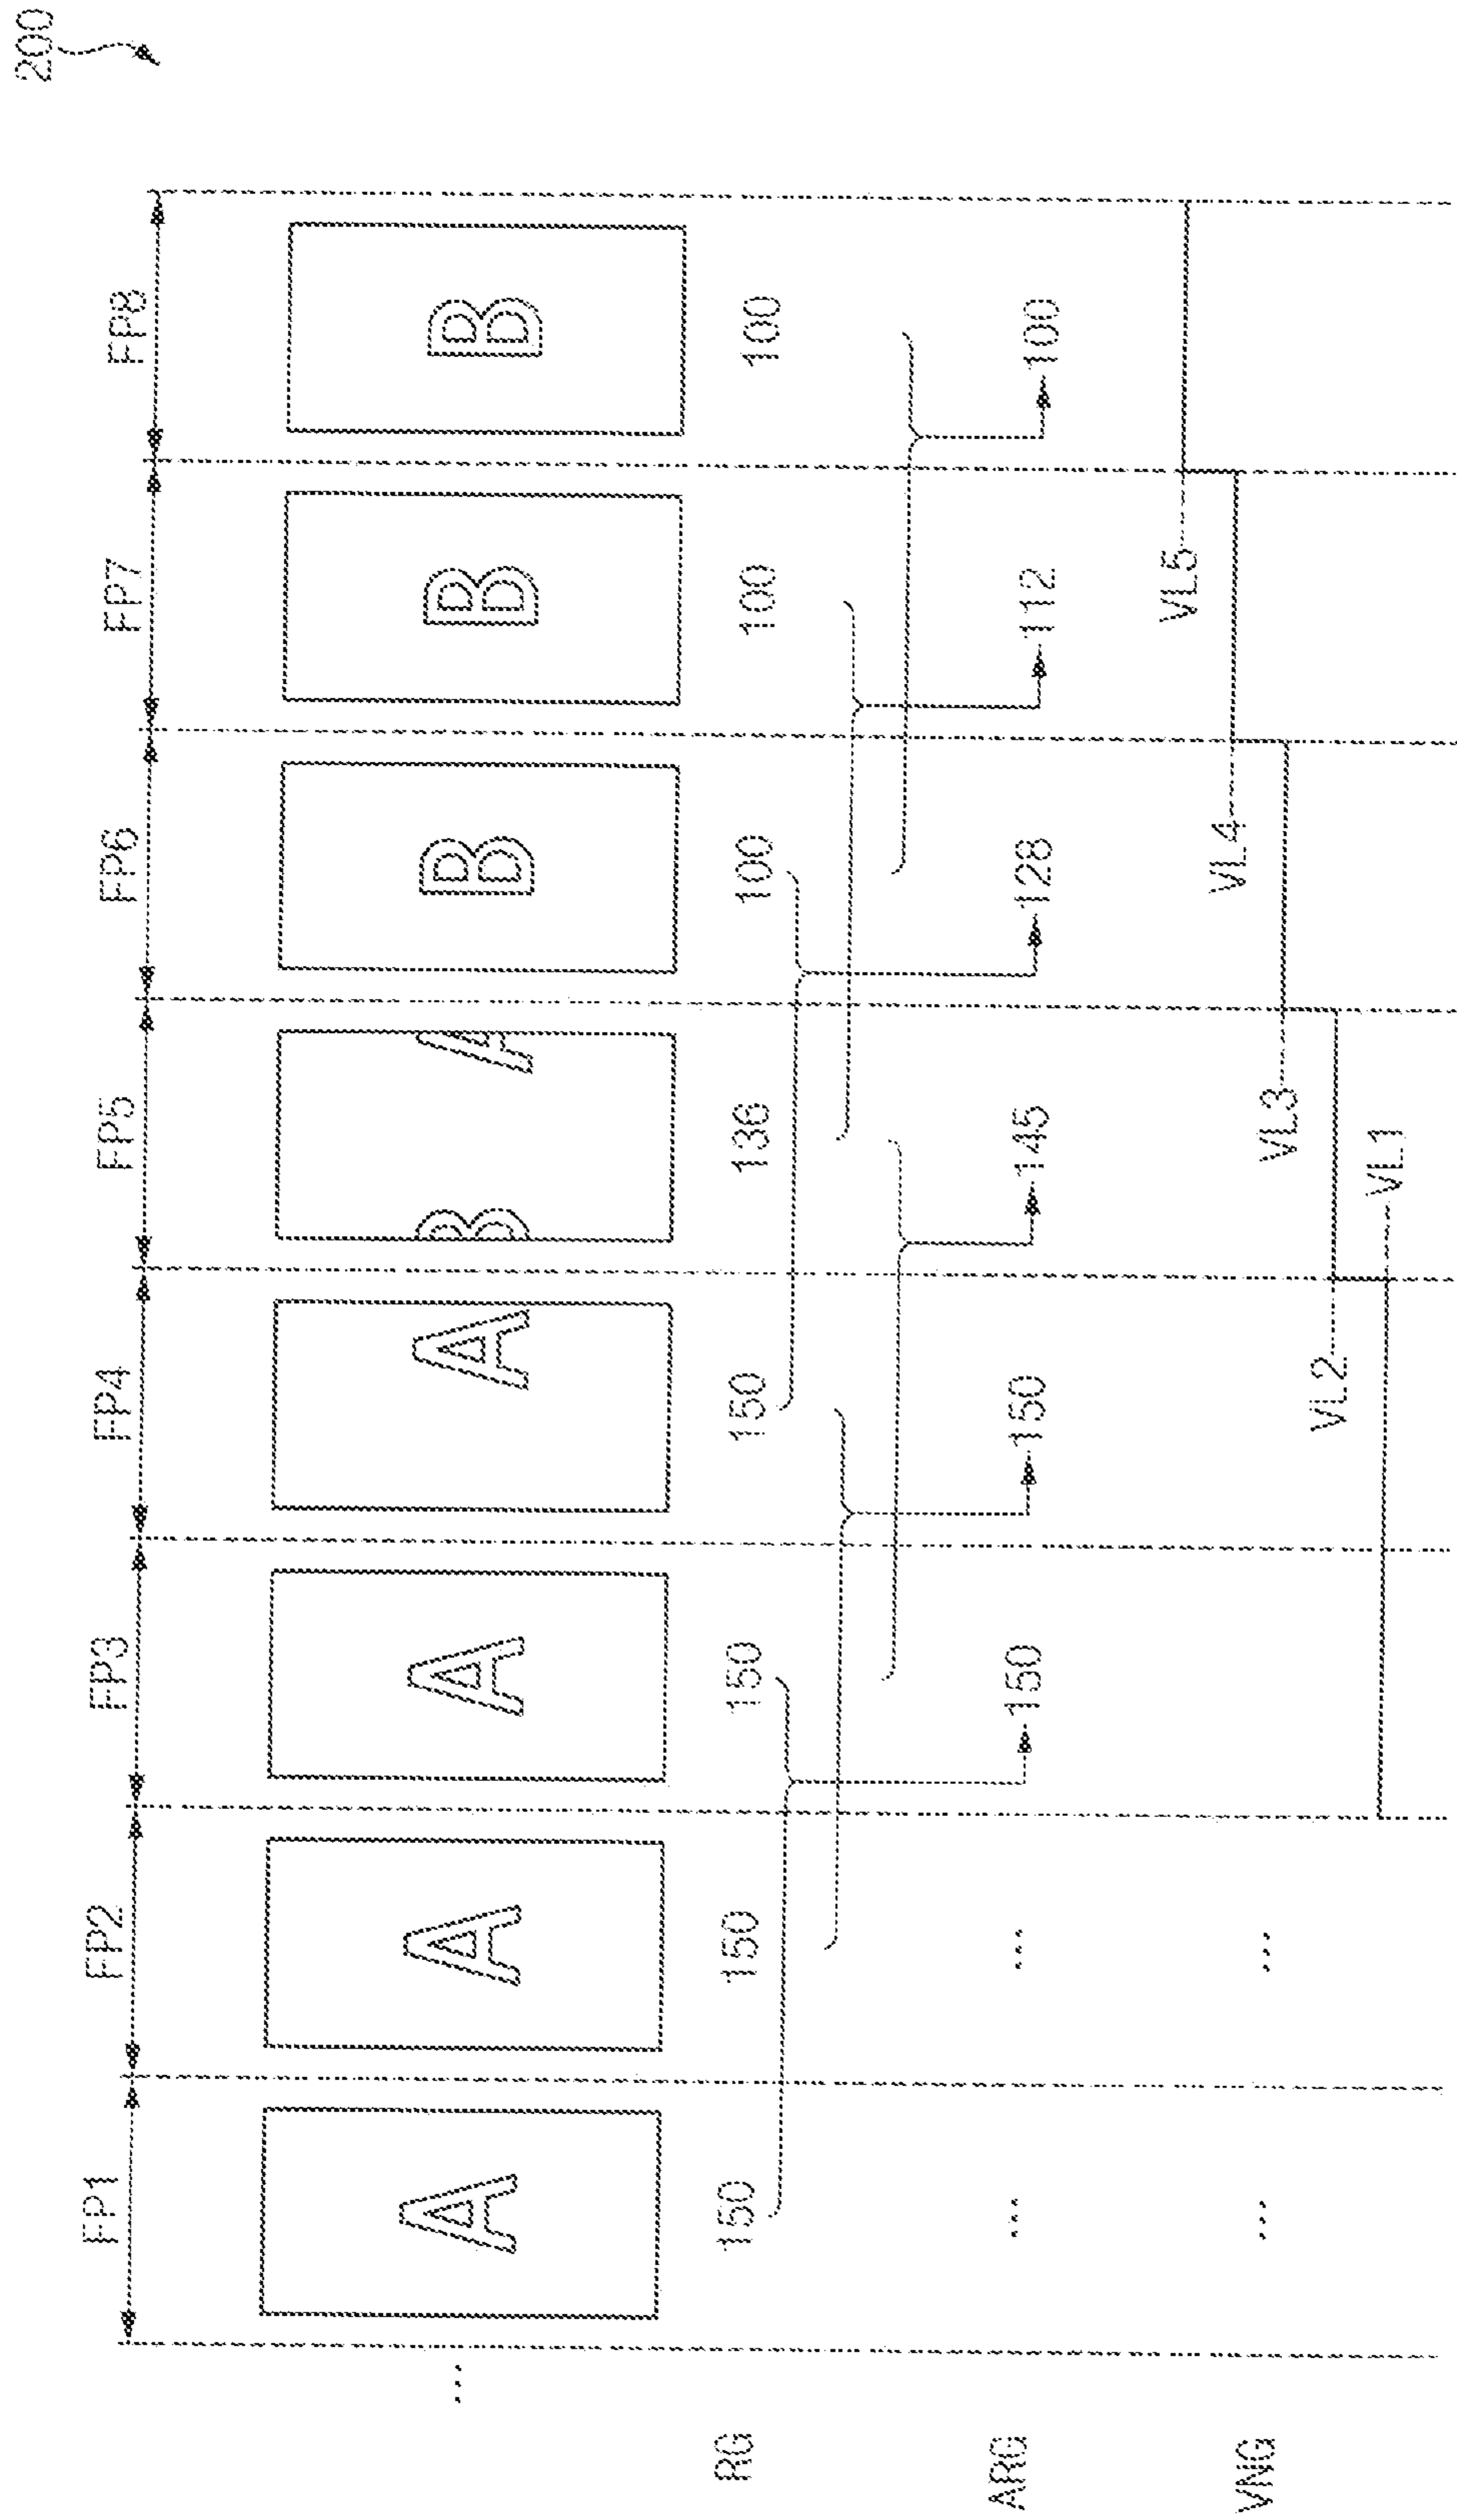 200
FP1 FP2 FP3 FP4 FP5 FP6 FP7 FP8
... A A A A B A B B B
RG 150 150 150 150 136 100 100 100
ARG ... ... 150 150 145 128 112 100
VNG ... ...
VL5
VL4
VL3
VL2
VL1